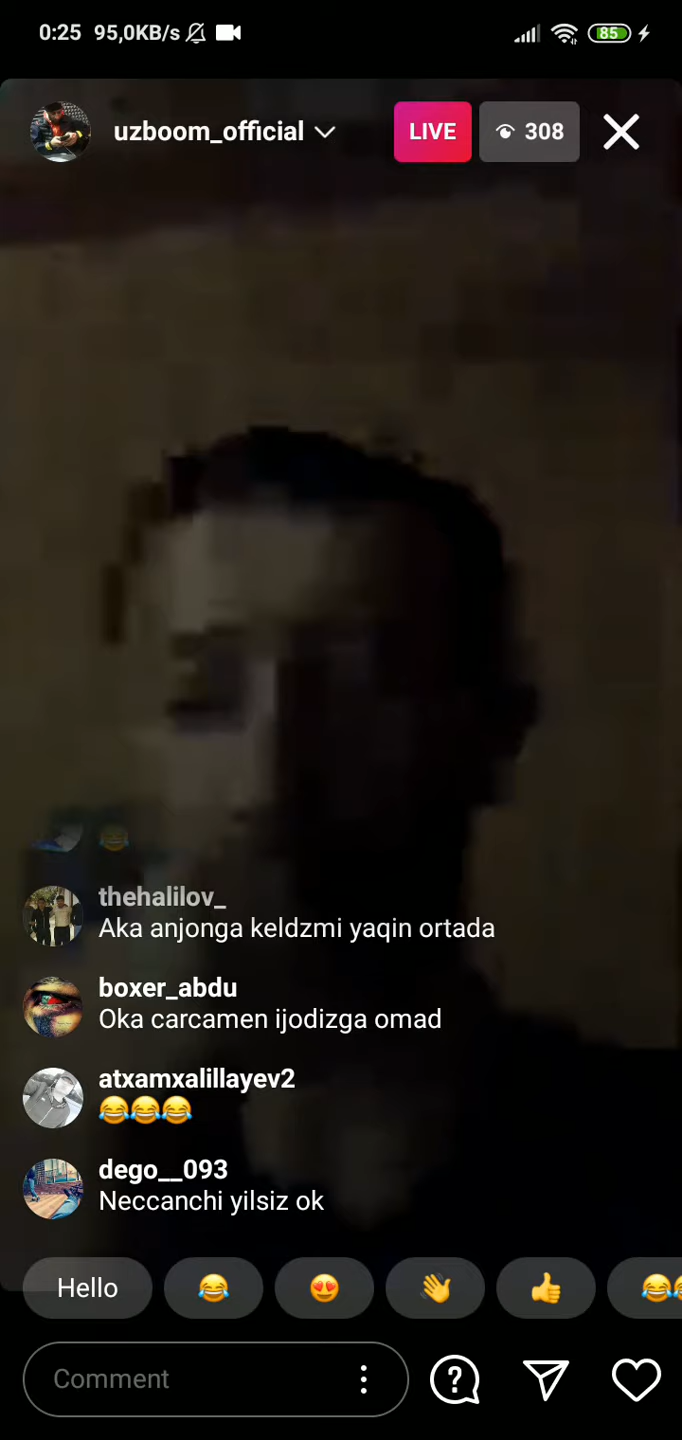 0:25 95,0KB/s 85
uzboom_official LIVE 308
thehalilov_
Aka anjonga keldzmi yaqin ortada
boxer_abdu
Oka carcamen ijodizga omad
atxamxalillayev2
😂😂😂
dego__093
Neccanchi yilsiz ok
Hello
Comment